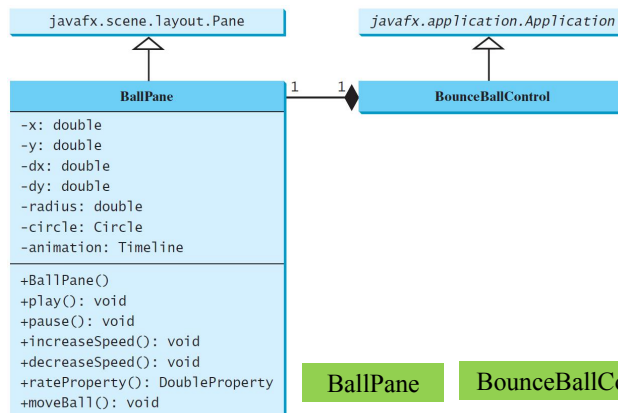 javafx.scene.layout.Pane
javafx.application.Application
1 1
BallPane
BounceBallControl
-x: double
-y: double
-dx: double
-dy: double
-radius: double
-circle: Circle
-animation: Timeline
+BallPane()
+play(): void
+pause(): void
+increaseSpeed(): void
+decreaseSpeed(): void
+rateProperty(): DoubleProperty
+moveBall(): void
BallPane
BounceBallCo